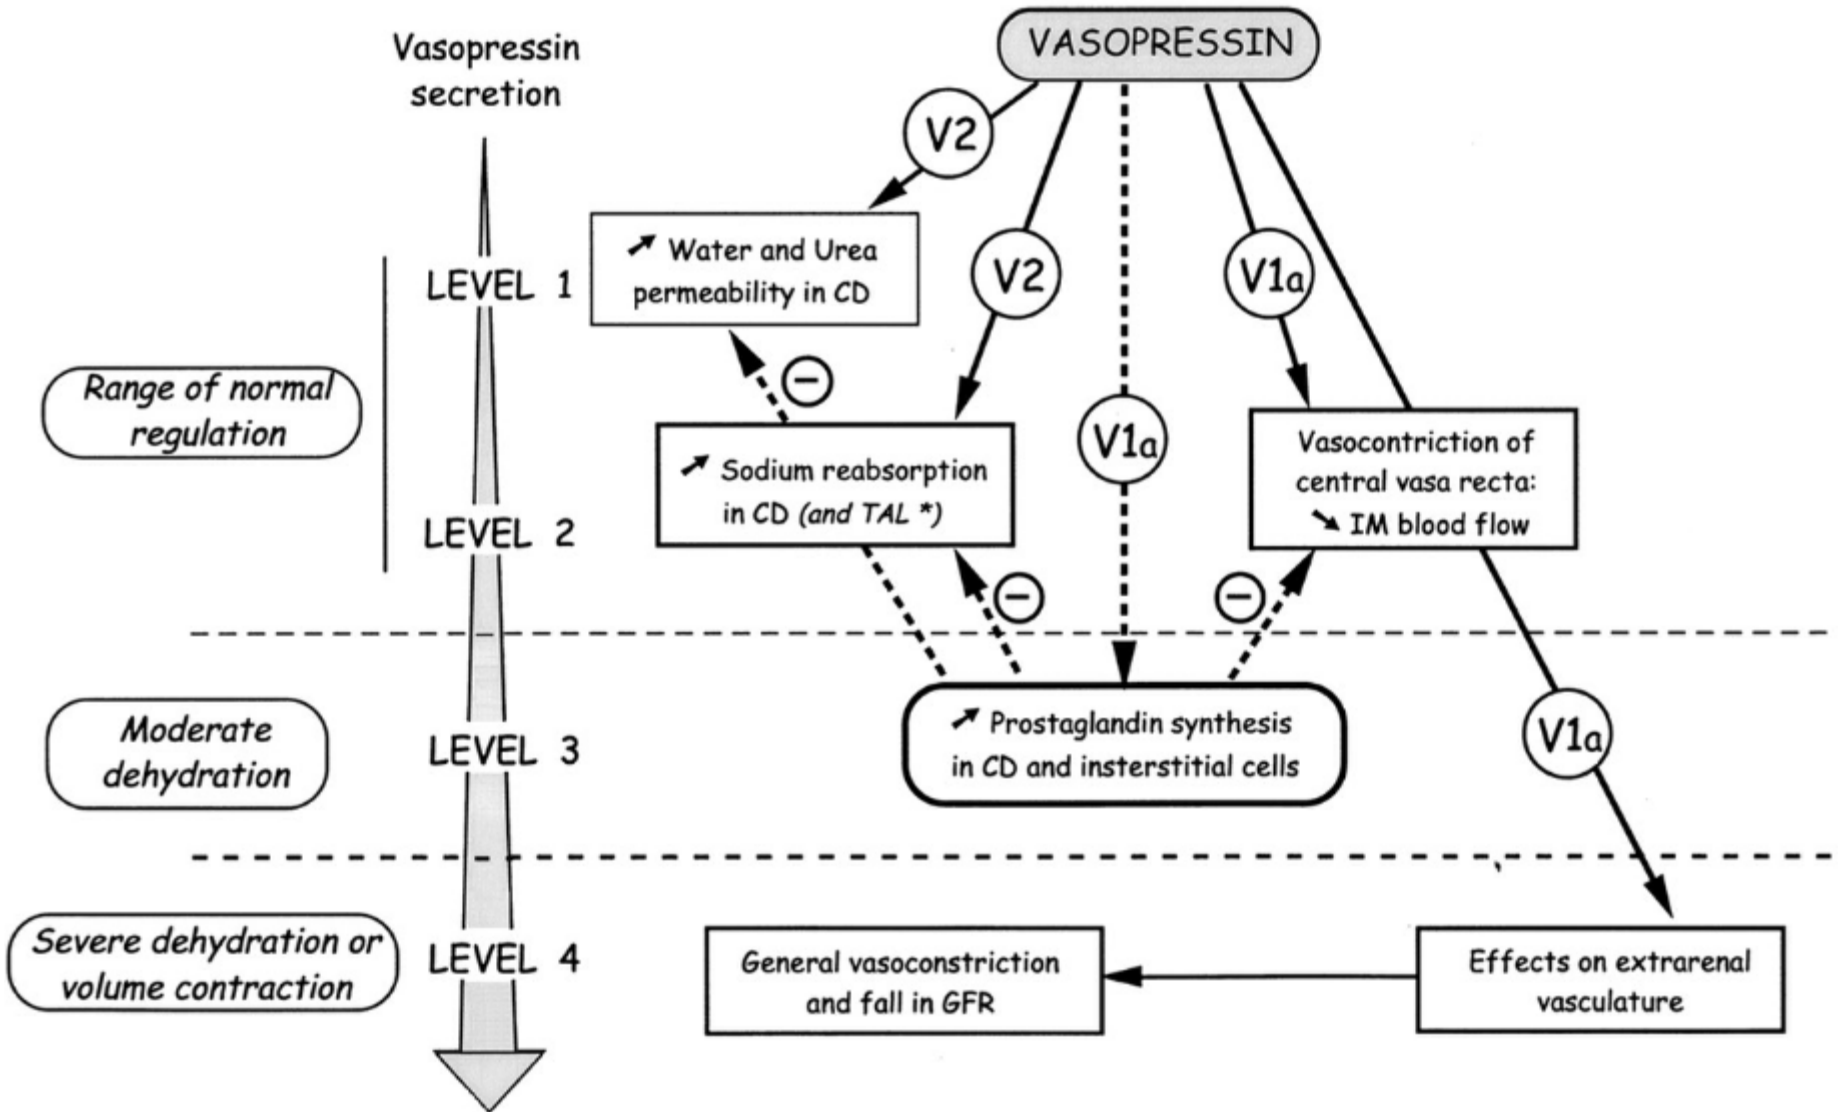 Vasopressin
secretion
VASOPRESSIN
V2
Water and Urea
permeability in CD
LEVEL 1
V2
V1a
Range of normal
regulation
−
V1a
Sodium reabsorption
in CD (and TAL *)
Vasocontriction of
central vasa recta:
IM blood flow
LEVEL 2
−
−
Moderate
dehydration
LEVEL 3
Prostaglandin synthesis
in CD and insterstitial cells
V1a
Severe dehydration or
volume contraction
LEVEL 4
General vasoconstriction
and fall in GFR
Effects on extrarenal
vasculature